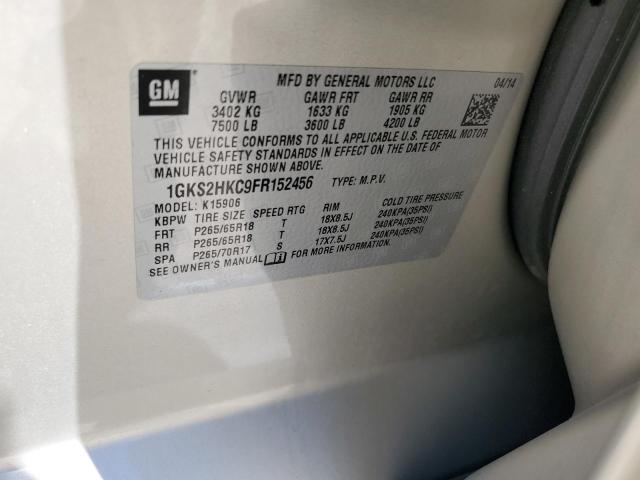 GM
MFD BY GENERAL MOTORS LLC 04/14
GVWR GAWR FRT GAWR RR
3402 KG 1633 KG 1905 KG
7500 LB 3600 LB 4200 LB
THIS VEHICLE CONFORMS TO ALL APPLICABLE U.S. FEDERAL MOTOR
VEHICLE SAFETY STANDARDS IN EFFECT ON THE DATE OF
MANUFACTURE SHOWN ABOVE.
1GKS2HKC9FR152456 TYPE: M.P.V.
MODEL: K15906
KBPW TIRE SIZE SPEED RTG RIM COLD TIRE PRESSURE
FRT P265/65R18 T 18X8.5J 240KPA(35PSI)
RR P265/65R18 T 18X8.5J 240KPA(35PSI)
SPA P265/70R17 S 17X7.5J 240KPA(35PSI)
SEE OWNER'S MANUAL FOR MORE INFORMATION.